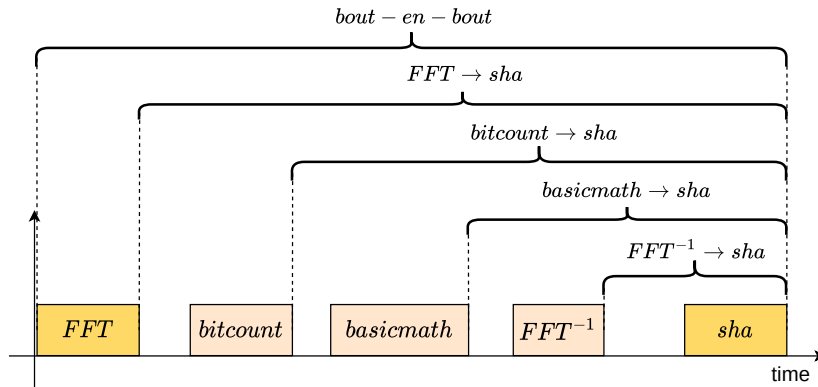 bout − en − bout
FFT → sha
bitcount → sha
basicmath → sha
FFT⁻¹ → sha
FFT bitcount basicmath FFT⁻¹ sha
time